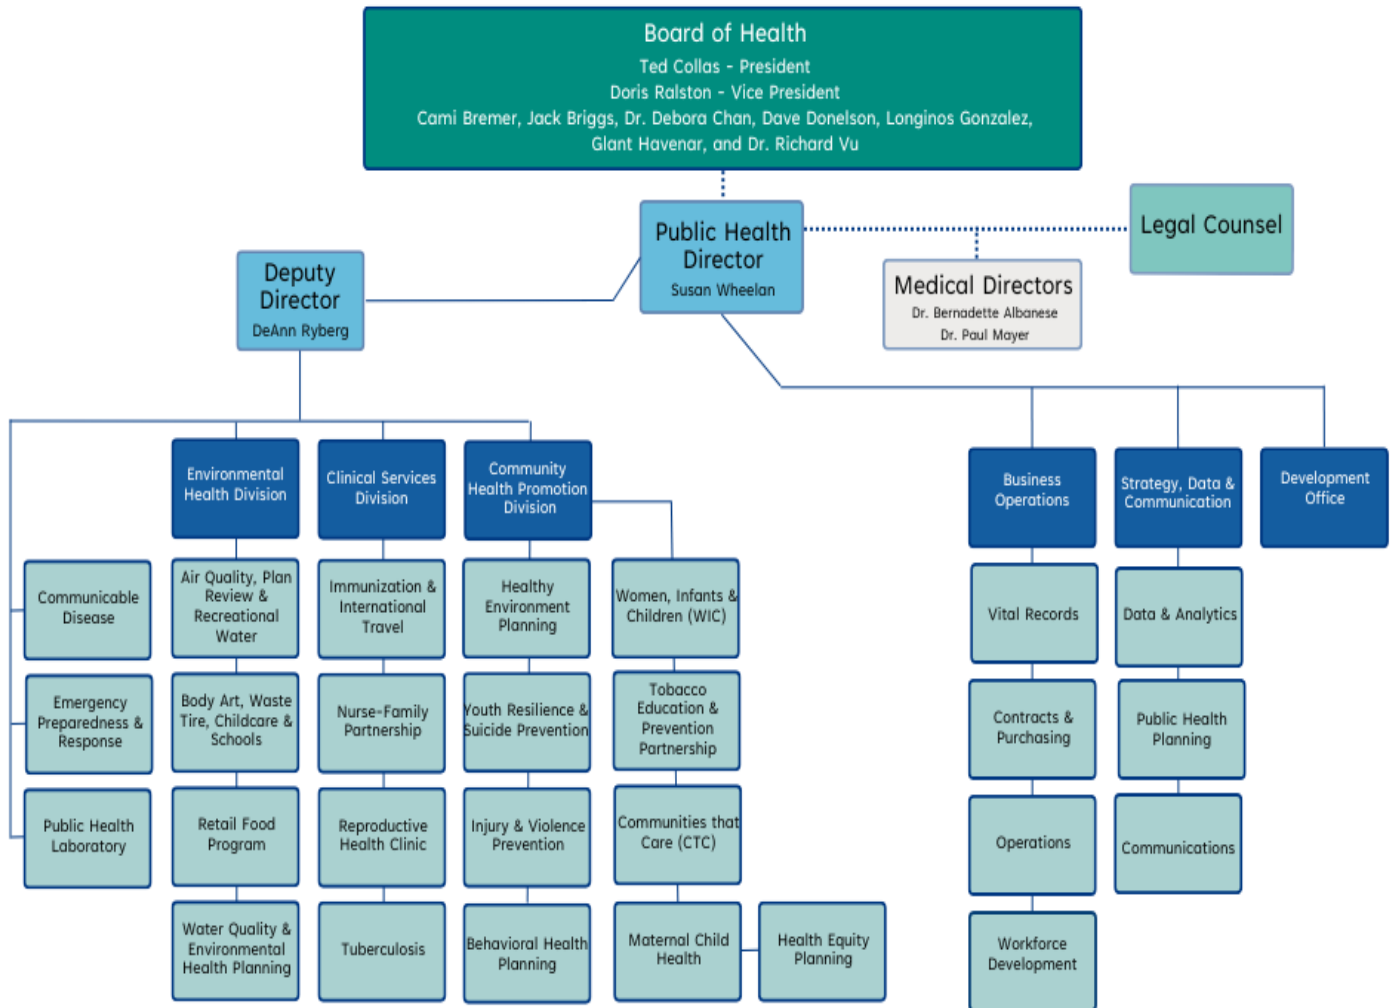 Board of Health
Ted Collas - President
Doris Ralston - Vice President
Cami Bremer, Jack Briggs, Dr. Debora Chan, Dave Donelson, Longinos Gonzalez,
Glant Havenar, and Dr. Richard Vu
Public Health
Director
Susan Wheelan
Legal Counsel
Medical Directors
Dr. Bernadette Albanese
Dr. Paul Mayer
Deputy
Director
DeAnn Ryberg
Environmental
Health Division
Clinical Services
Division
Community
Health Promotion
Division
Business
Operations
Strategy, Data &
Communication
Development
Office
Communicable
Disease
Emergency
Preparedness &
Response
Public Health
Laboratory
Air Quality, Plan
Review &
Recreational
Water
Body Art, Waste
Tire, Childcare &
Schools
Retail Food
Program
Water Quality &
Environmental
Health Planning
Immunization &
International
Travel
Nurse-Family
Partnership
Reproductive
Health Clinic
Tuberculosis
Healthy
Environment
Planning
Youth Resilience &
Suicide Prevention
Injury & Violence
Prevention
Behavioral Health
Planning
Women, Infants &
Children (WIC)
Tobacco
Education &
Prevention
Partnership
Communities that
Care (CTC)
Maternal Child
Health
Health Equity
Planning
Vital Records
Contracts &
Purchasing
Operations
Workforce
Development
Data & Analytics
Public Health
Planning
Communications